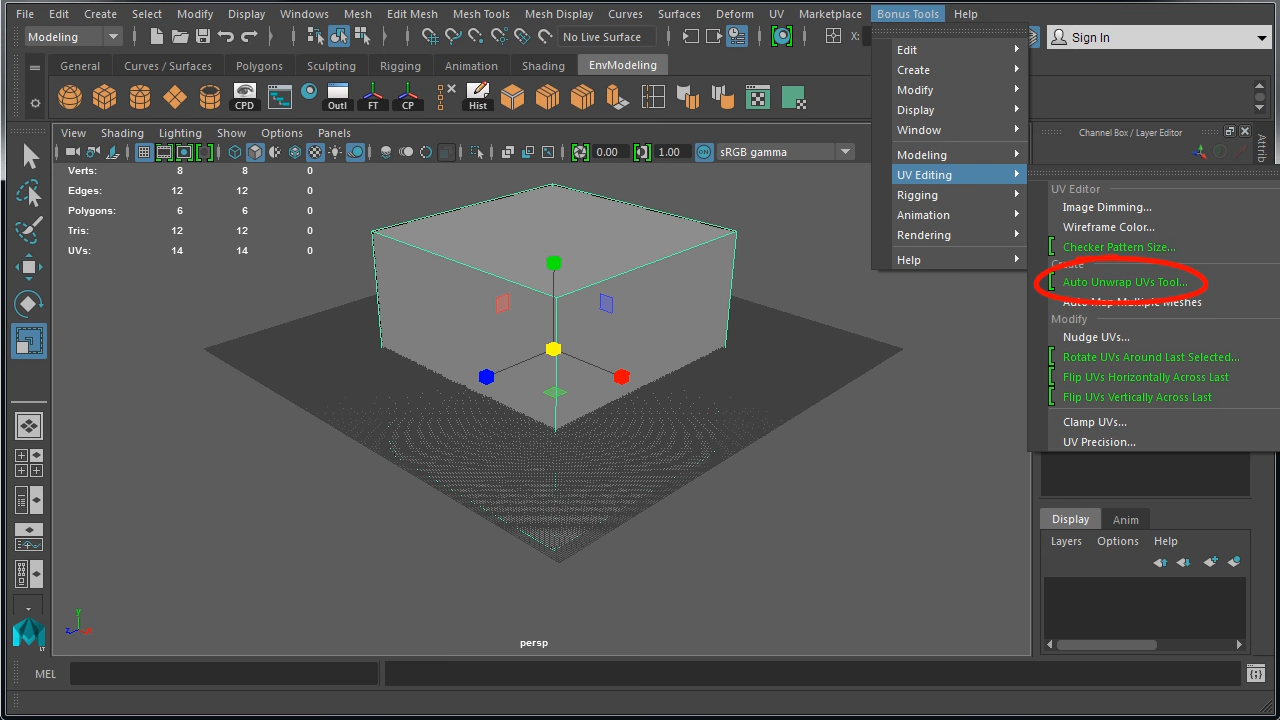 File Edit Create Select Modify Display Windows Mesh Edit Mesh Mesh Tools Mesh Display Curves Surfaces Deform UV Marketplace Bonus Tools Help
Modeling No Live Surface X: Sign In
General Curves / Surfaces Polygons Sculpting Rigging Animation Shading EnvModeling
CPD Outl FT CP Hist
View Shading Lighting Show Options Panels
0.00 1.00 sRGB gamma
Verts: 8 8 0
Edges: 12 12 0
Polygons: 6 6 0
Tris: 12 12 0
UVs: 14 14 0
Edit
Create
Modify
Display
Window
Modeling
UV Editing
Rigging
Animation
Rendering
Help
Channel Box / Layer Editor
Attrib
UV Editor
Image Dimming...
Wireframe Color...
Checker Pattern Size...
Create
Auto Unwrap UVs Tool...
Auto Map Multiple Meshes
Modify
Nudge UVs...
Rotate UVs Around Last Selected...
Flip UVs Horizontally Across Last
Flip UVs Vertically Across Last
Clamp UVs...
UV Precision...
Display Anim
Layers Options Help
y
z
x
persp
LT
MEL